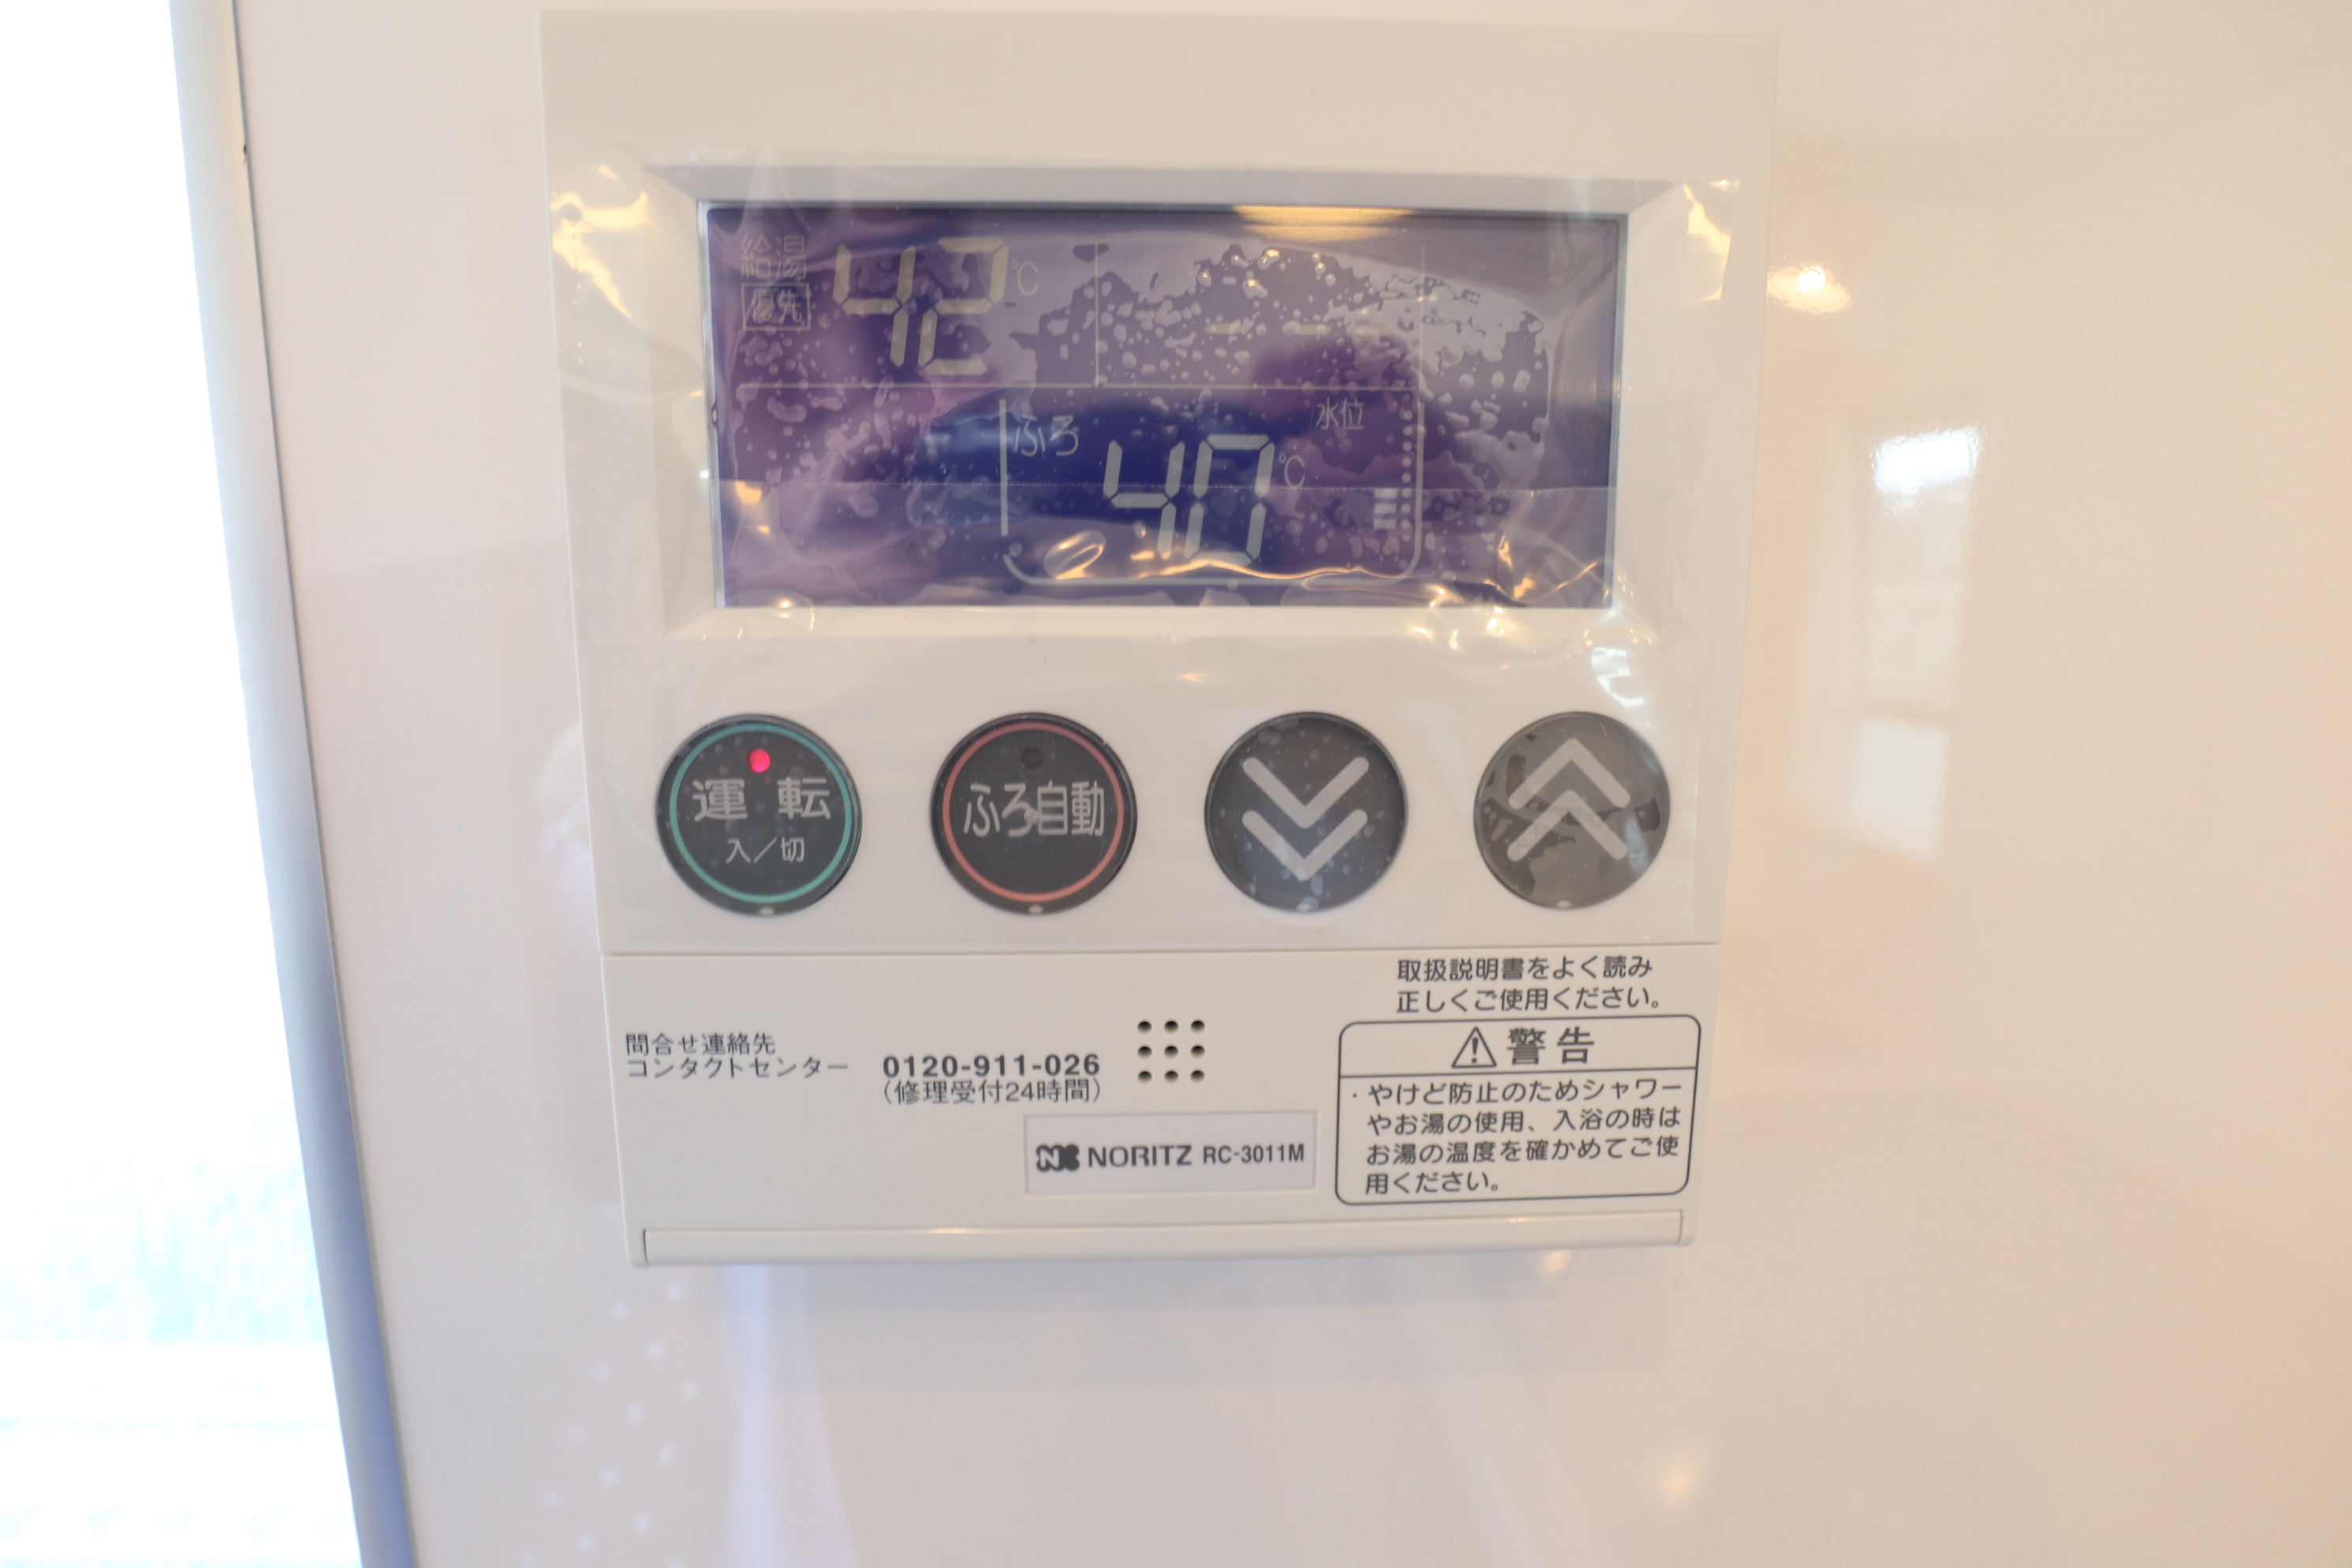 給湯 42℃
優先
-:--
ふろ 40℃ 水位
運転
入／切
ふろ自動
取扱説明書をよく読み
正しくご使用ください。
問合せ連絡先
コンタクトセンター 0120-911-026
（修理受付24時間）
NORITZ RC-3011M
警告
・やけど防止のためシャワー
やお湯の使用、入浴の時は
お湯の温度を確かめてご使
用ください。